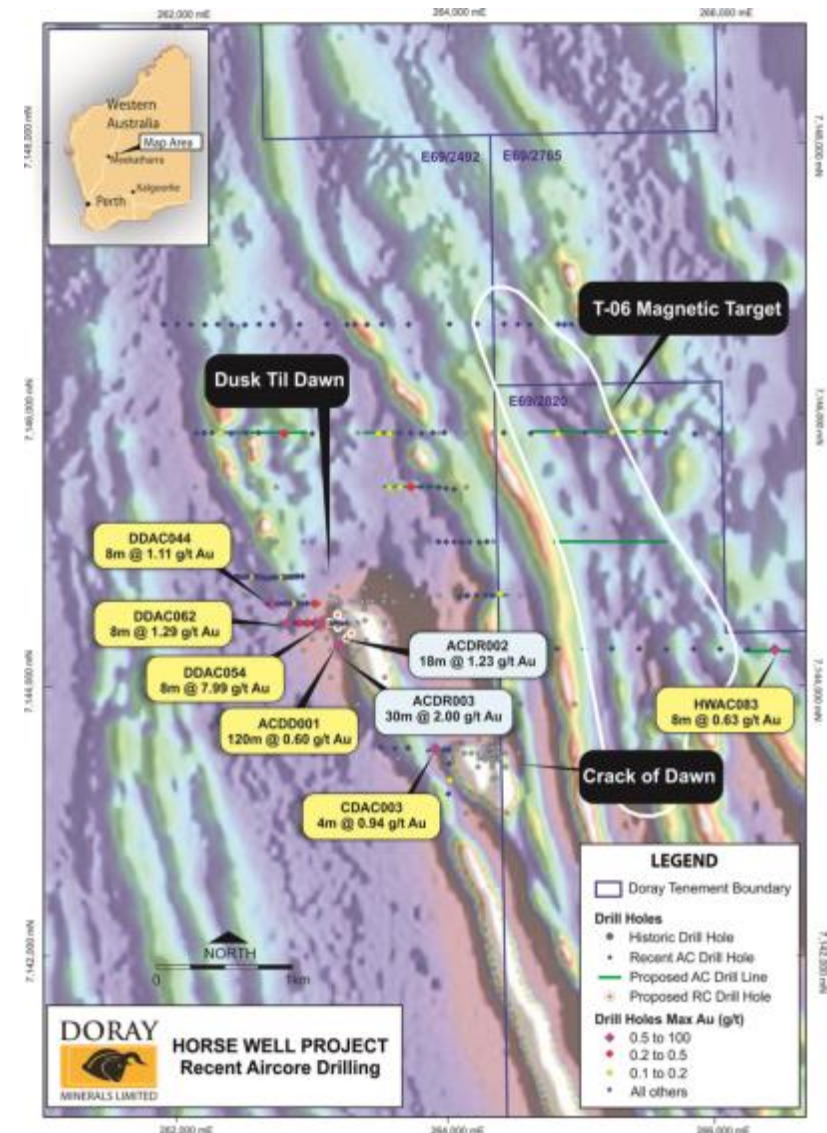 262,000 mE
264,000 mE
266,000 mE
7,148,000 mN
7,148,000 mN
Western
Australia
Map Area
Meekatharra
Kalgoorlie
Perth
E69/2492
E69/2765
T-06 Magnetic Target
Dusk Til Dawn
E69/2820
7,146,000 mN
7,146,000 mN
DDAC044
8m @ 1.11 g/t Au
DDAC062
8m @ 1.29 g/t Au
DDAC054
8m @ 7.99 g/t Au
ACDD001
120m @ 0.60 g/t Au
ACDR002
18m @ 1.23 g/t Au
ACDR003
30m @ 2.00 g/t Au
HWAC083
8m @ 0.63 g/t Au
7,144,000 mN
7,144,000 mN
Crack of Dawn
CDAC003
4m @ 0.94 g/t Au
LEGEND
Doray Tenement Boundary
Drill Holes
Historic Drill Hole
Recent AC Drill Hole
Proposed AC Drill Line
Proposed RC Drill Hole
Drill Holes Max Au (g/t)
0.5 to 100
0.2 to 0.5
0.1 to 0.2
All others
7,142,000 mN
7,142,000 mN
NORTH
0
1km
DORAY
MINERALS LIMITED
HORSE WELL PROJECT
Recent Aircore Drilling
262,000 mE
264,000 mE
266,000 mE